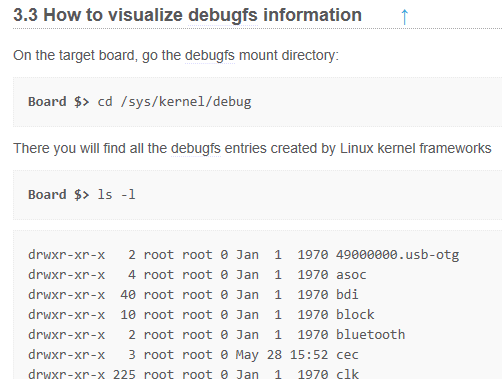 3.3 How to visualize debugfs information ↑
On the target board, go the debugfs mount directory:
Board $> cd /sys/kernel/debug
There you will find all the debugfs entries created by Linux kernel frameworks
Board $> ls -l
drwxr-xr-x   2 root root 0 Jan  1  1970 49000000.usb-otg
drwxr-xr-x   4 root root 0 Jan  1  1970 asoc
drwxr-xr-x  40 root root 0 Jan  1  1970 bdi
drwxr-xr-x  10 root root 0 Jan  1  1970 block
drwxr-xr-x   2 root root 0 Jan  1  1970 bluetooth
drwxr-xr-x   3 root root 0 May 28 15:52 cec
drwxr-xr-x 225 root root 0 Jan  1  1970 clk